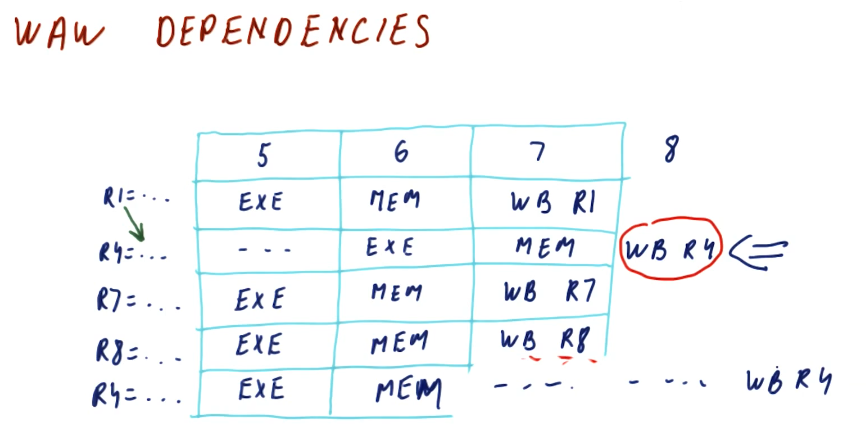 WAW DEPENDENCIES
5 6 7 8
R1=... EXE MEM WB R1
R4=... --- EXE MEM WB R4
R7=... EXE MEM WB R7
R8=... EXE MEM WB R8
R4=... EXE MEM ---- ---- WB R4